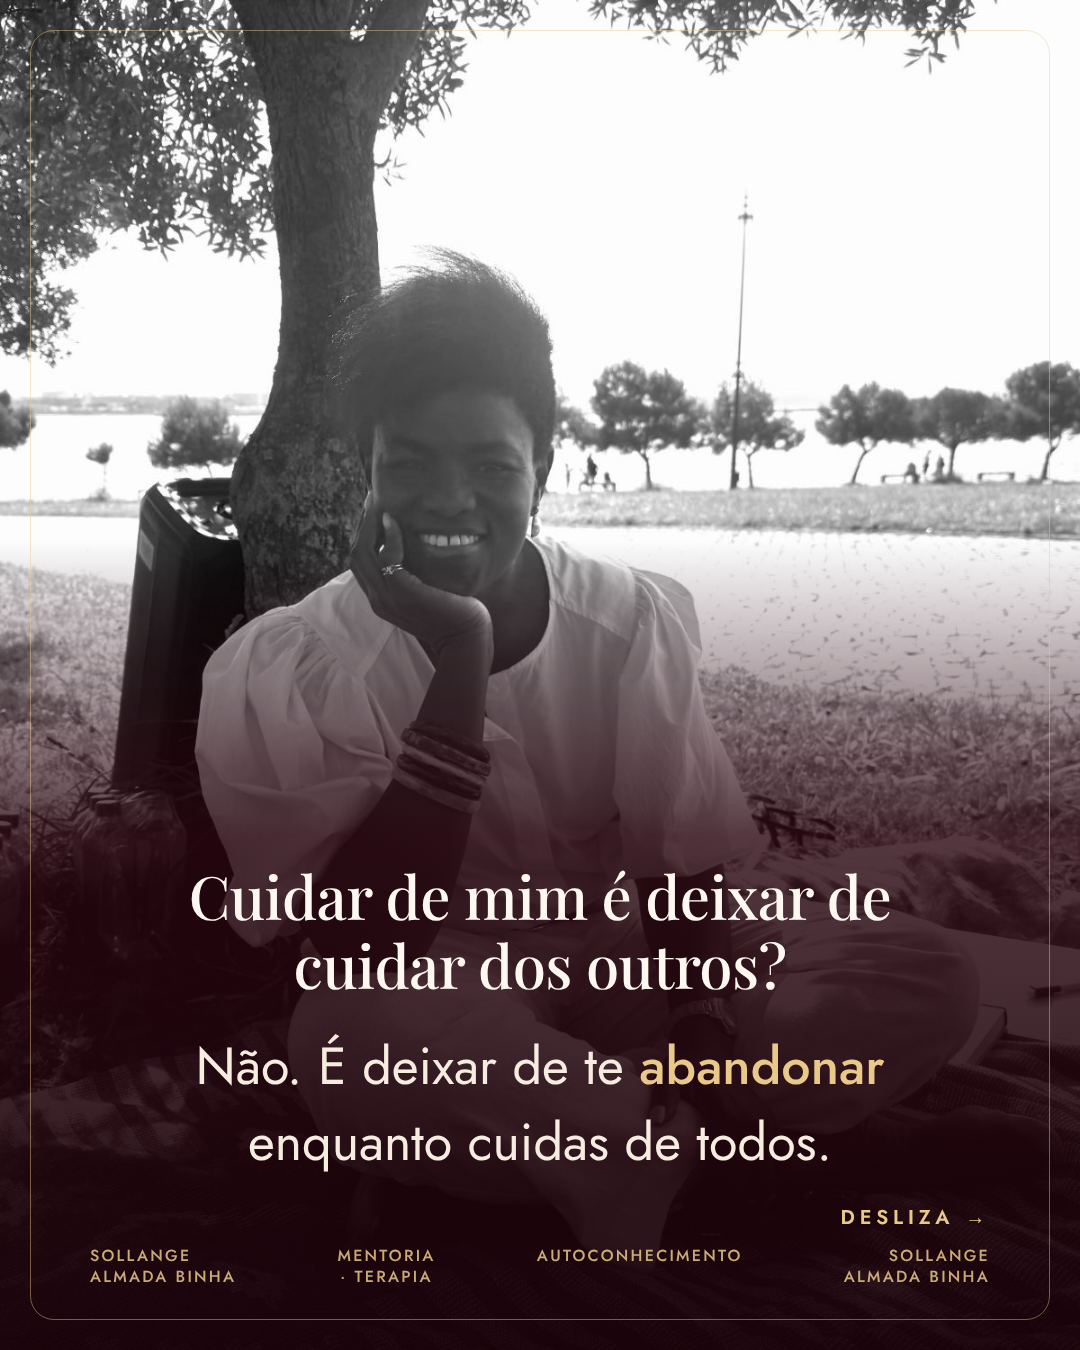 Cuidar de mim é deixar de
cuidar dos outros?
Não. É deixar de te abandonar
enquanto cuidas de todos.
DESLIZA →
SOLLANGE
ALMADA BINHA
MENTORIA
· TERAPIA
AUTOCONHECIMENTO
SOLLANGE
ALMADA BINHA